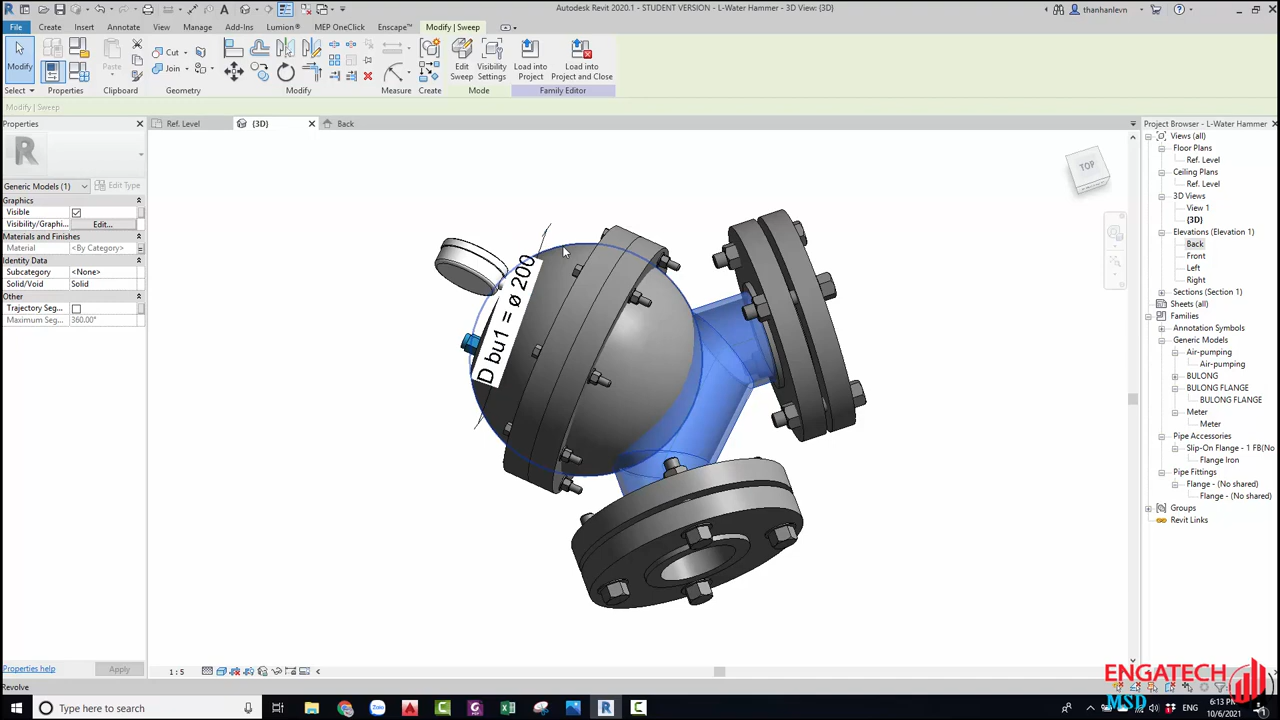 Autodesk Revit 2020.1 - STUDENT VERSION - L-Water Hammer - 3D View: {3D}
thanhlevn
File Create Insert Annotate View Manage Add-Ins Lumion® MEP OneClick Enscape™ Modify | Sweep
Modify
Paste
Cut
Join
Edit Sweep
Visibility Settings
Load into Project
Load into Project and Close
Select Properties Clipboard Geometry Modify Measure Create Mode Family Editor
Modify | Sweep
Properties
Ref. Level
{3D}
Back
Project Browser - L-Water Hammer
Generic Models (1)
Edit Type
Graphics
Visible
Visibility/Graphi...
Edit...
Materials and Finishes
Material
<By Category>
Identity Data
Subcategory
<None>
Solid/Void
Solid
Other
Trajectory Seg...
Maximum Seg...
360.00°
TOP
D bu1 = ø 200
Views (all)
Floor Plans
Ref. Level
Ceiling Plans
Ref. Level
3D Views
View 1
{3D}
Elevations (Elevation 1)
Back
Front
Left
Right
Sections (Section 1)
Sheets (all)
Families
Annotation Symbols
Generic Models
Air-pumping
Air-pumping
BULONG
BULONG FLANGE
BULONG FLANGE
Meter
Meter
Pipe Accessories
Slip-On Flange - 1 FB(No
Flange Iron
Pipe Fittings
Flange - (No shared)
Flange - (No shared)
Groups
Revit Links
Properties help
Apply
1 : 5
Revolve
ENGATECH
MSD
Type here to search
Zalo
ENG
6:13 PM
10/6/2021